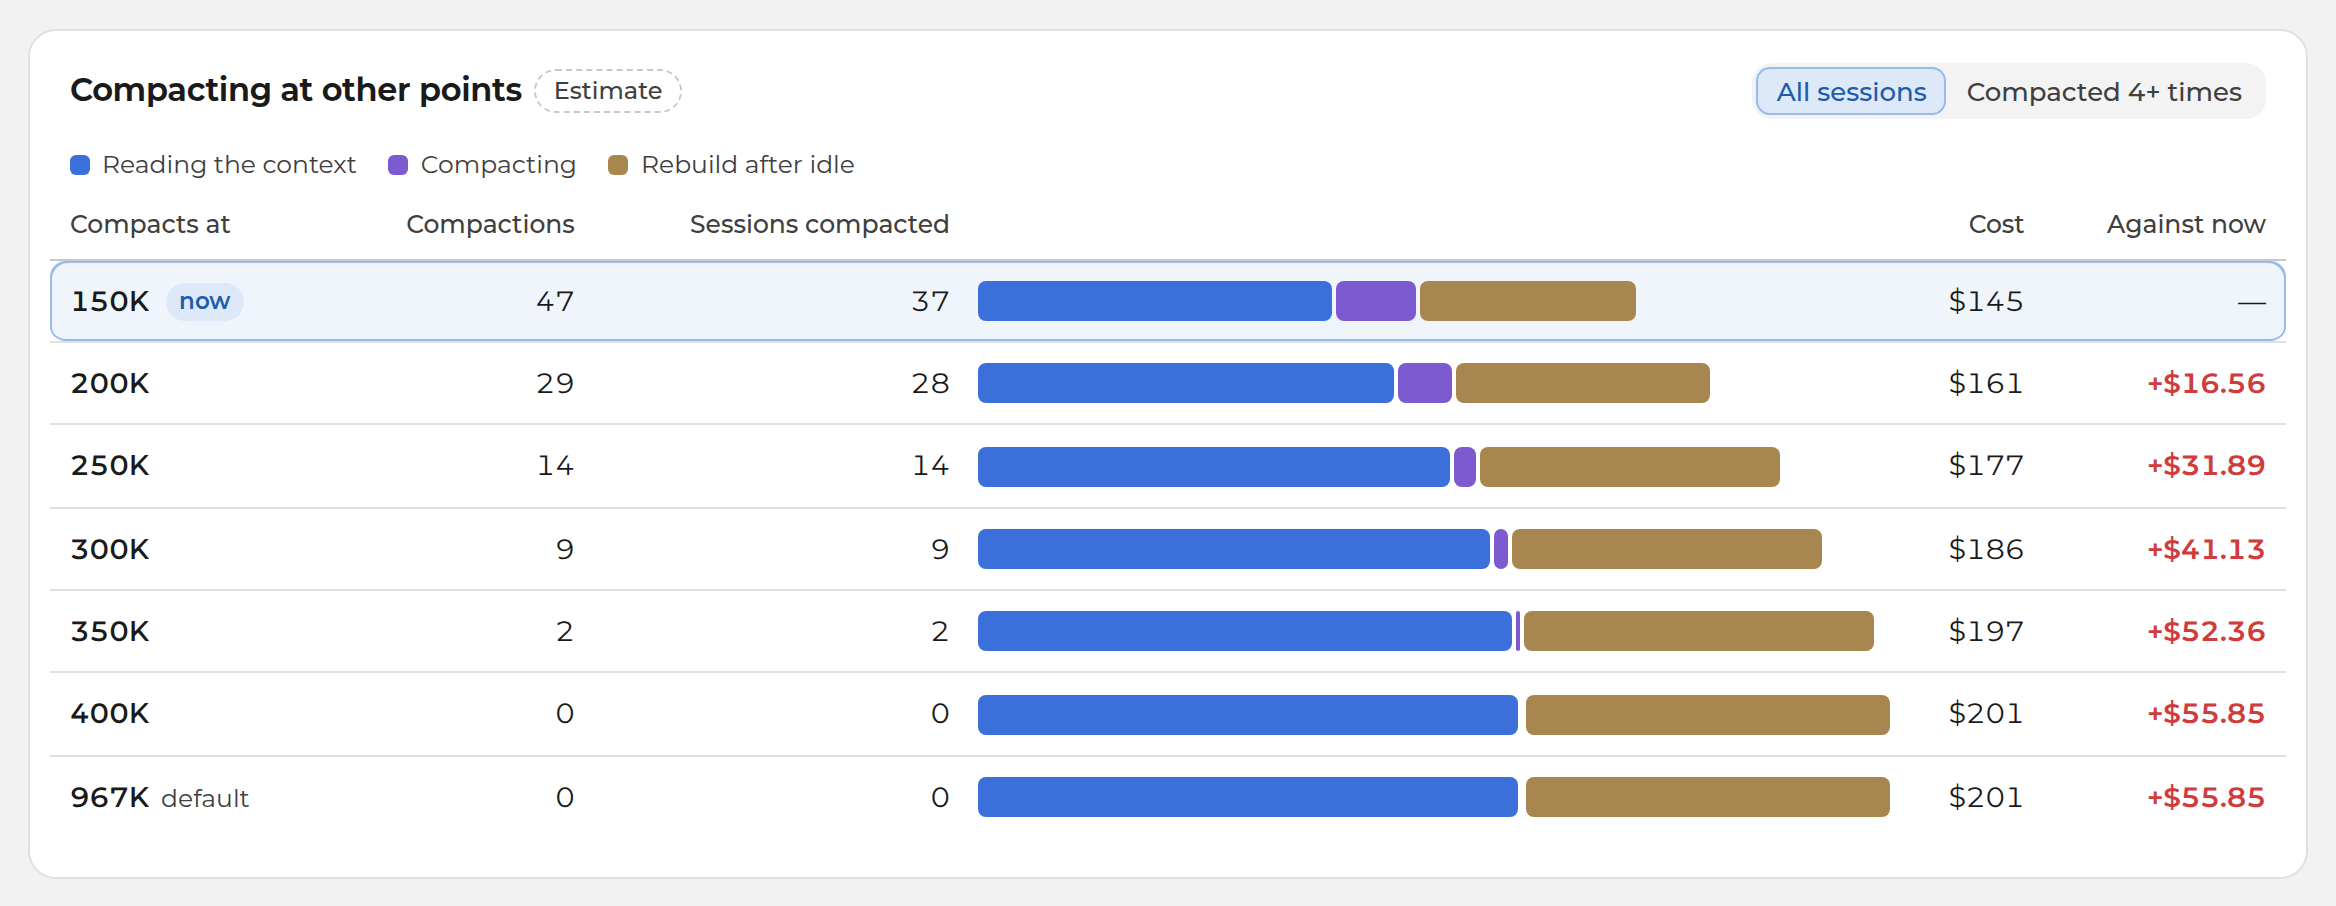 Compacting at other points Estimate All sessions Compacted 4+ times
Reading the context Compacting Rebuild after idle
Compacts at Compactions Sessions compacted Cost Against now
150K now 47 37 $145 —
200K 29 28 $161 +$16.56
250K 14 14 $177 +$31.89
300K 9 9 $186 +$41.13
350K 2 2 $197 +$52.36
400K 0 0 $201 +$55.85
967K default 0 0 $201 +$55.85